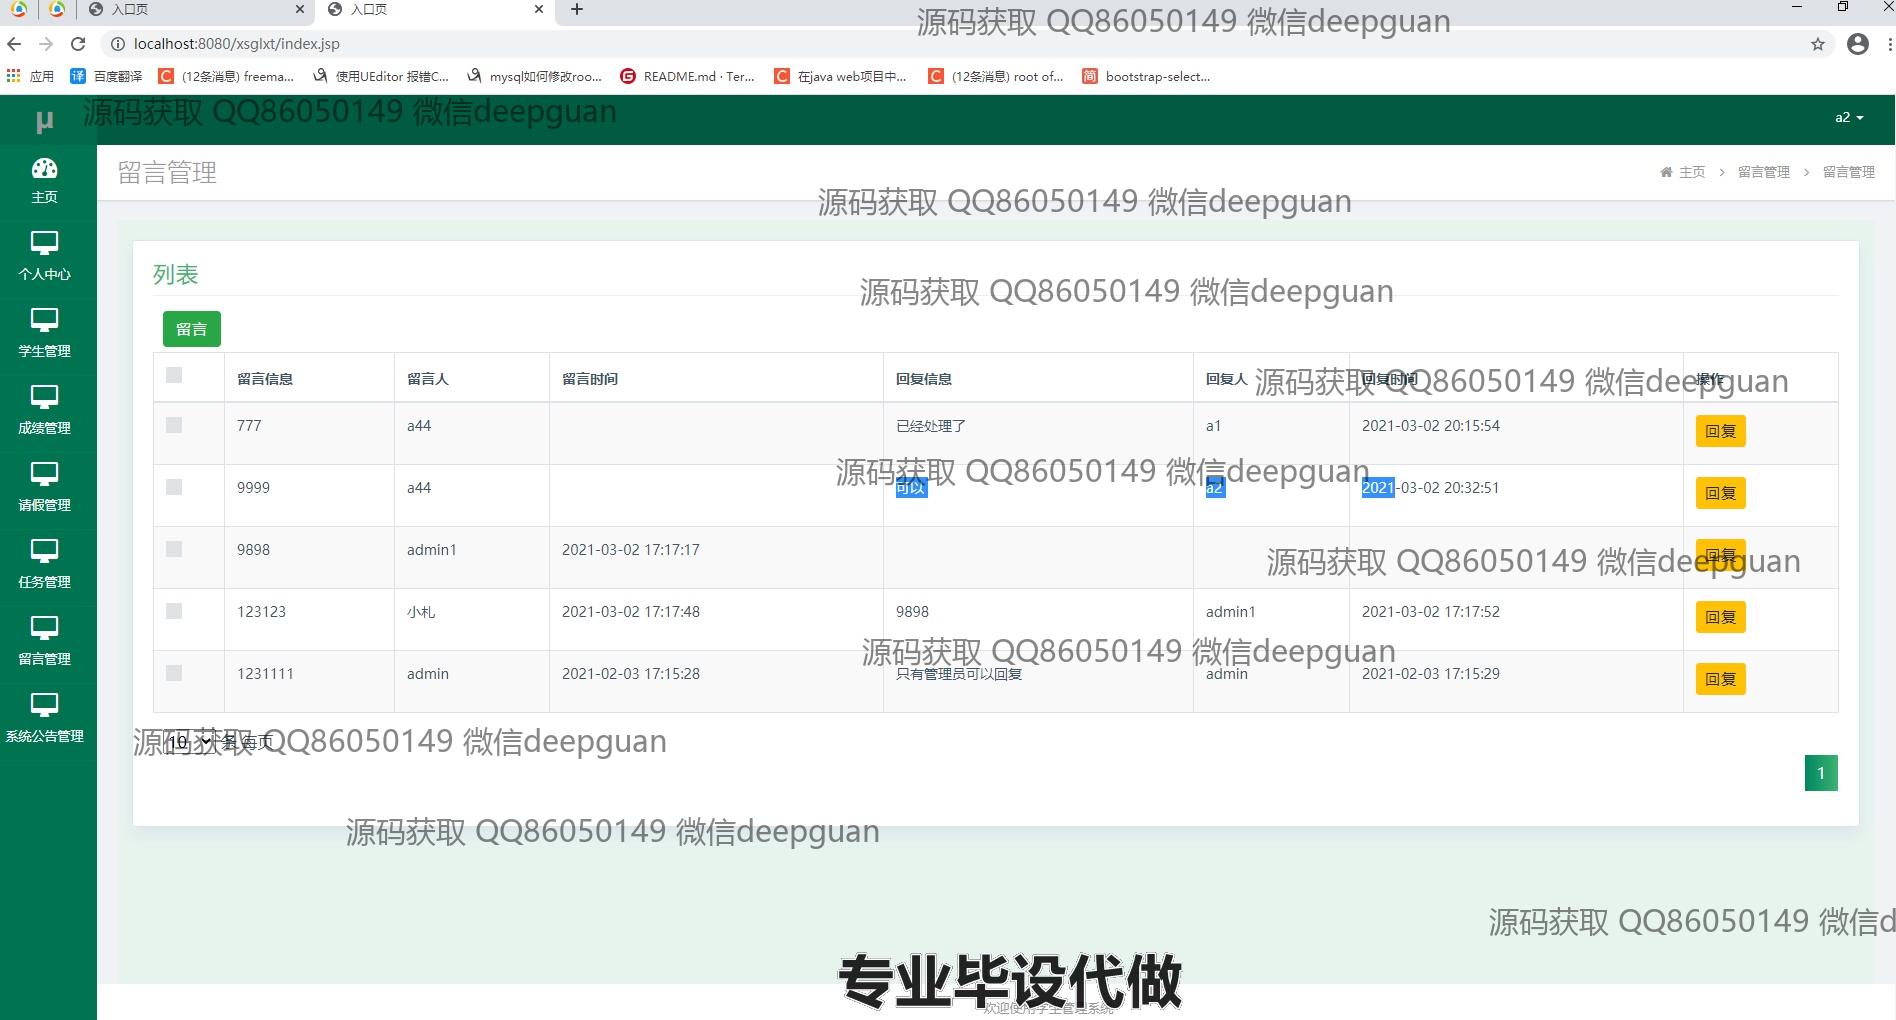 入口页
入口页
源码获取 QQ86050149 微信deepguan
localhost:8080/xsglxt/index.jsp
应用
百度翻译
(12条消息) freema...
使用UEditor 报错C...
mysql如何修改roo...
README.md · Ter...
在java web项目中...
(12条消息) root of...
bootstrap-select...
μ
源码获取 QQ86050149 微信deepguan
a2
主页
个人中心
学生管理
成绩管理
请假管理
任务管理
留言管理
系统公告管理
留言管理
主页 > 留言管理 > 留言管理
源码获取 QQ86050149 微信deepguan
列表
源码获取 QQ86050149 微信deepguan
留言
留言信息 留言人 留言时间 回复信息 回复人 回复时间 操作
源码获取 QQ86050149 微信deepguan
777 a44 已经处理了 a1 2021-03-02 20:15:54 回复
源码获取 QQ86050149 微信deepguan
9999 a44 可以 a2 2021-03-02 20:32:51 回复
9898 admin1 2021-03-02 17:17:17 回复
源码获取 QQ86050149 微信deepguan
123123 小札 2021-03-02 17:17:48 9898 admin1 2021-03-02 17:17:52 回复
源码获取 QQ86050149 微信deepguan
1231111 admin 2021-02-03 17:15:28 只有管理员可以回复 admin 2021-02-03 17:15:29 回复
10 条 每页
源码获取 QQ86050149 微信deepguan
1
源码获取 QQ86050149 微信deepguan
源码获取 QQ86050149 微信d
专业毕设代做
欢迎使用学生管理系统